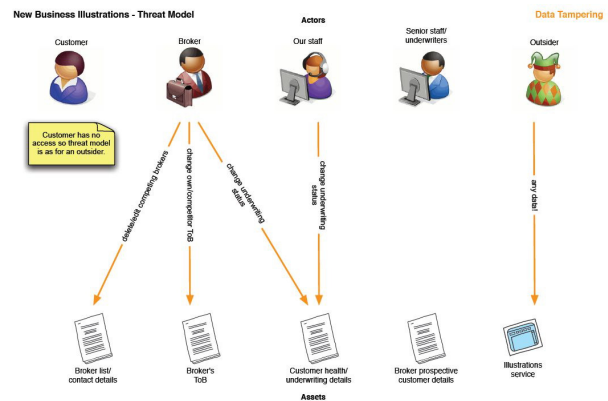 New Business Illustrations - Threat Model
Actors
Data Tampering
Customer
Broker
Our staff
Senior staff/
underwriters
Outsider
Customer has no
access so threat model
is as for an outsider.
delete/edit competing brokers
change own/competitor ToB
change underwriting
status
change underwriting
status
any data!
Broker list/
contact details
Broker's
ToB
Customer health/
underwriting details
Broker prospective
customer details
Illustrations
service
Assets